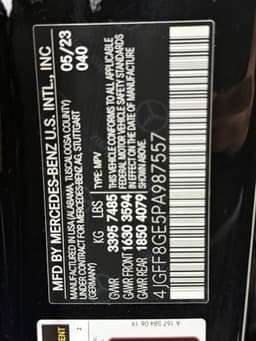 MFD BY MERCEDES-BENZ U.S. INTL., INC
MANUFACTURED IN USA (ALABAMA, TUSCALOOSA COUNTY)
UNDER CONTRACT FOR MERCEDES-BENZ AG, STUTTGART
(GERMANY)
05/23
040
TYPE: MPV
KG LBS
GVWR 3395 7485
GAWR FRONT 1630 3594
GAWR REAR 1850 4079
THIS VEHICLE CONFORMS TO ALL APPLICABLE
FEDERAL MOTOR VEHICLE SAFETY STANDARDS
IN EFFECT ON THE DATE OF MANUFACTURE
SHOWN ABOVE.
4JGFF8GE5PA987557
A 167 584 06 19